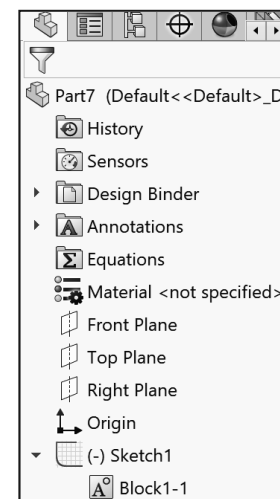 Part7 (Default<<Default>_D
History
Sensors
Design Binder
Annotations
Equations
Material <not specified>
Front Plane
Top Plane
Right Plane
Origin
(-) Sketch1
Block1-1